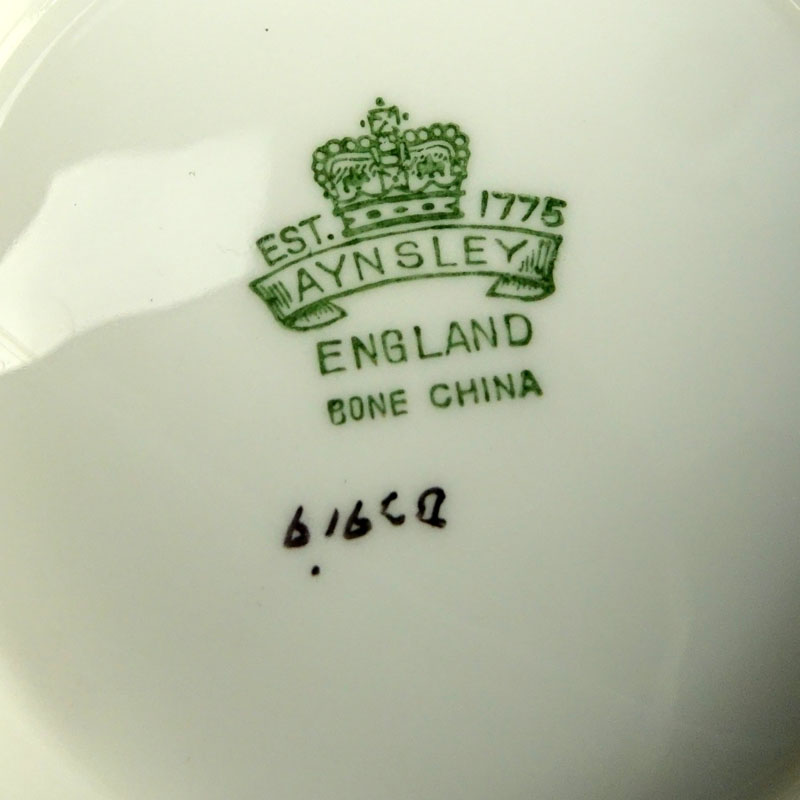 EST. 1775
AYNSLEY
ENGLAND
BONE CHINA